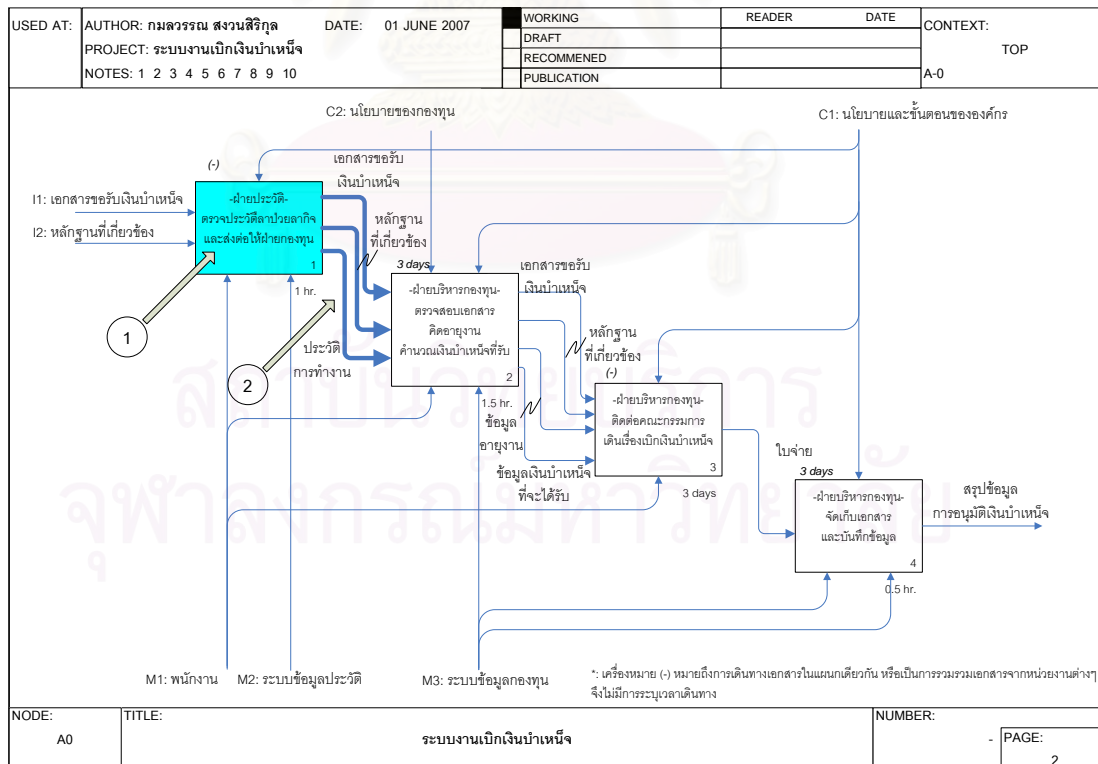 USED AT:
AUTHOR: กมลวรรณ สงวนสิริกุล
DATE: 01 JUNE 2007
PROJECT: ระบบงานเบิกเงินบำเหน็จ
NOTES: 1 2 3 4 5 6 7 8 9 10
WORKING
DRAFT
RECOMMENED
PUBLICATION
READER
DATE
CONTEXT:
TOP
A-0
C2: นโยบายของกองทุน
C1: นโยบายและขั้นตอนขององค์กร
I1: เอกสารขอรับเงินบำเหน็จ
I2: หลักฐานที่เกี่ยวข้อง
(-)
-ฝ่ายประวัติ-
ตรวจประวัติลาป่วยลากิจ
และส่งต่อให้ฝ่ายกองทุน
1
1 hr.
เอกสารขอรับ
เงินบำเหน็จ
หลักฐาน
ที่เกี่ยวข้อง
ประวัติ
การทำงาน
1
2
3 days
-ฝ่ายบริหารกองทุน-
ตรวจสอบเอกสาร
คิดอายุงาน
คำนวณเงินบำเหน็จที่รับ
2
1.5 hr.
เอกสารขอรับ
เงินบำเหน็จ
หลักฐาน
ที่เกี่ยวข้อง
ข้อมูล
อายุงาน
ข้อมูลเงินบำเหน็จ
ที่จะได้รับ
(-)
-ฝ่ายบริหารกองทุน-
ติดต่อคณะกรรมการ
เดินเรื่องเบิกเงินบำเหน็จ
3
3 days
ใบจ่าย
3 days
-ฝ่ายบริหารกองทุน-
จัดเก็บเอกสาร
และบันทึกข้อมูล
4
0.5 hr.
สรุปข้อมูล
การอนุมัติเงินบำเหน็จ
M1: พนักงาน
M2: ระบบข้อมูลประวัติ
M3: ระบบข้อมูลกองทุน
*: เครื่องหมาย (-) หมายถึงการเดินทางเอกสารในแผนกเดียวกัน หรือเป็นการรวมรวมเอกสารจากหน่วยงานต่างๆ
จึงไม่มีการระบุเวลาเดินทาง
สถาบันวิทยบริการ
จุฬาลงกรณ์มหาวิทยาลัย
NODE:
A0
TITLE:
ระบบงานเบิกเงินบำเหน็จ
NUMBER:
-
PAGE:
2